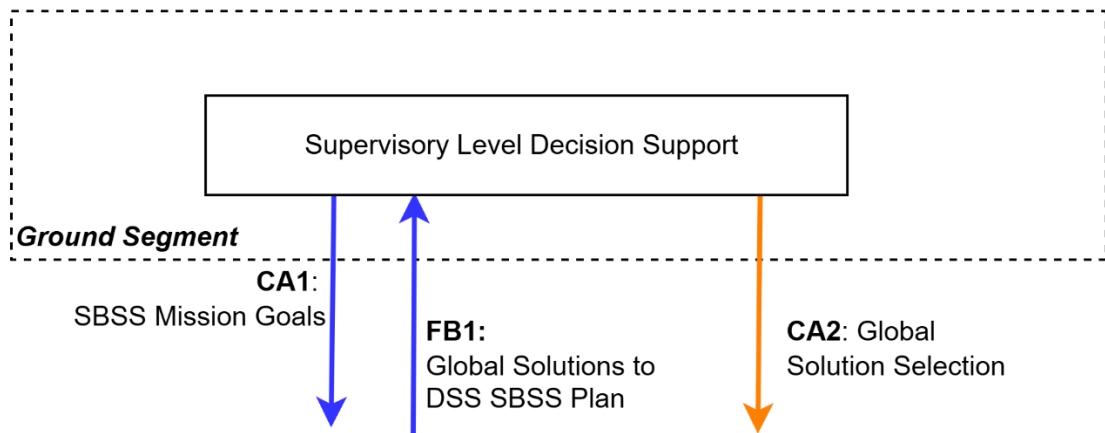 Supervisory Level Decision Support
Ground Segment
CA1:
SBSS Mission Goals
FB1:
Global Solutions to
DSS SBSS Plan
CA2: Global
Solution Selection